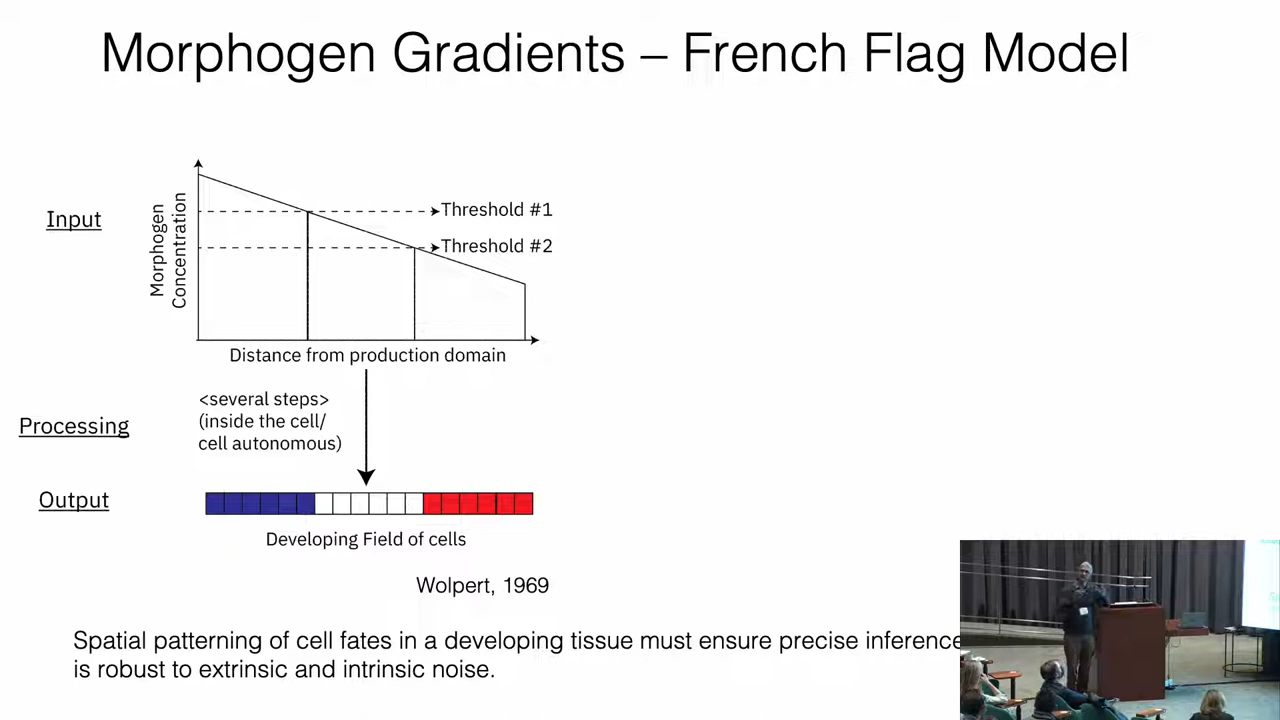 Morphogen Gradients – French Flag Model
Input
Morphogen
Concentration
Threshold #1
Threshold #2
Distance from production domain
Processing
<several steps>
(inside the cell/
cell autonomous)
Output
Developing Field of cells
Wolpert, 1969
Spatial patterning of cell fates in a developing tissue must ensure precise inference
is robust to extrinsic and intrinsic noise.